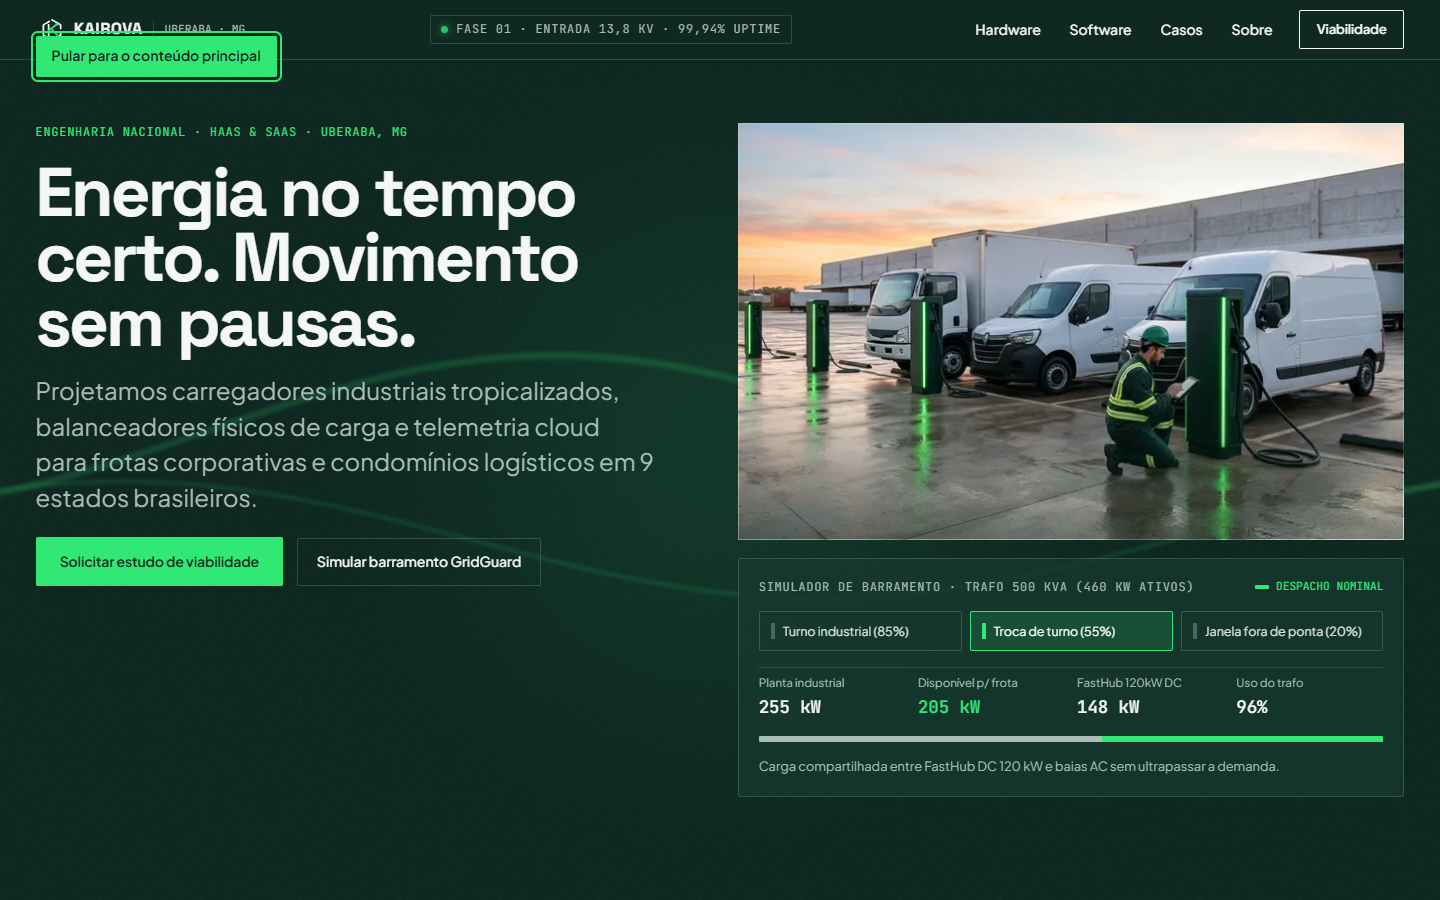 KAIROVA
UBERABA · MG
FASE 01 · ENTRADA 13,8 KV · 99,94% UPTIME
Hardware
Software
Casos
Sobre
Viabilidade
Pular para o conteúdo principal
ENGENHARIA NACIONAL · HAAS & SAAS · UBERABA, MG
Energia no tempo
certo. Movimento
sem pausas.
Projetamos carregadores industriais tropicalizados,
balanceadores físicos de carga e telemetria cloud
para frotas corporativas e condomínios logísticos em 9
estados brasileiros.
Solicitar estudo de viabilidade
Simular barramento GridGuard
SIMULADOR DE BARRAMENTO · TRAFO 500 KVA (460 KW ATIVOS)
DESPACHO NOMINAL
Turno industrial (85%)
Troca de turno (55%)
Janela fora de ponta (20%)
Planta industrial
Disponível p/ frota
FastHub 120kW DC
Uso do trafo
255 kW
205 kW
148 kW
96%
Carga compartilhada entre FastHub DC 120 kW e baias AC sem ultrapassar a demanda.